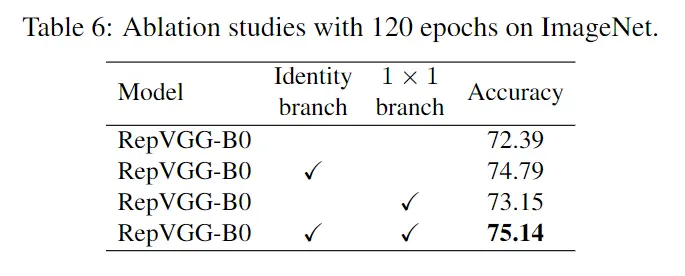 Table 6: Ablation studies with 120 epochs on ImageNet.
Model Identity branch 1 × 1 branch Accuracy
RepVGG-B0 72.39
RepVGG-B0 ✓ 74.79
RepVGG-B0 ✓ 73.15
RepVGG-B0 ✓ ✓ 75.14